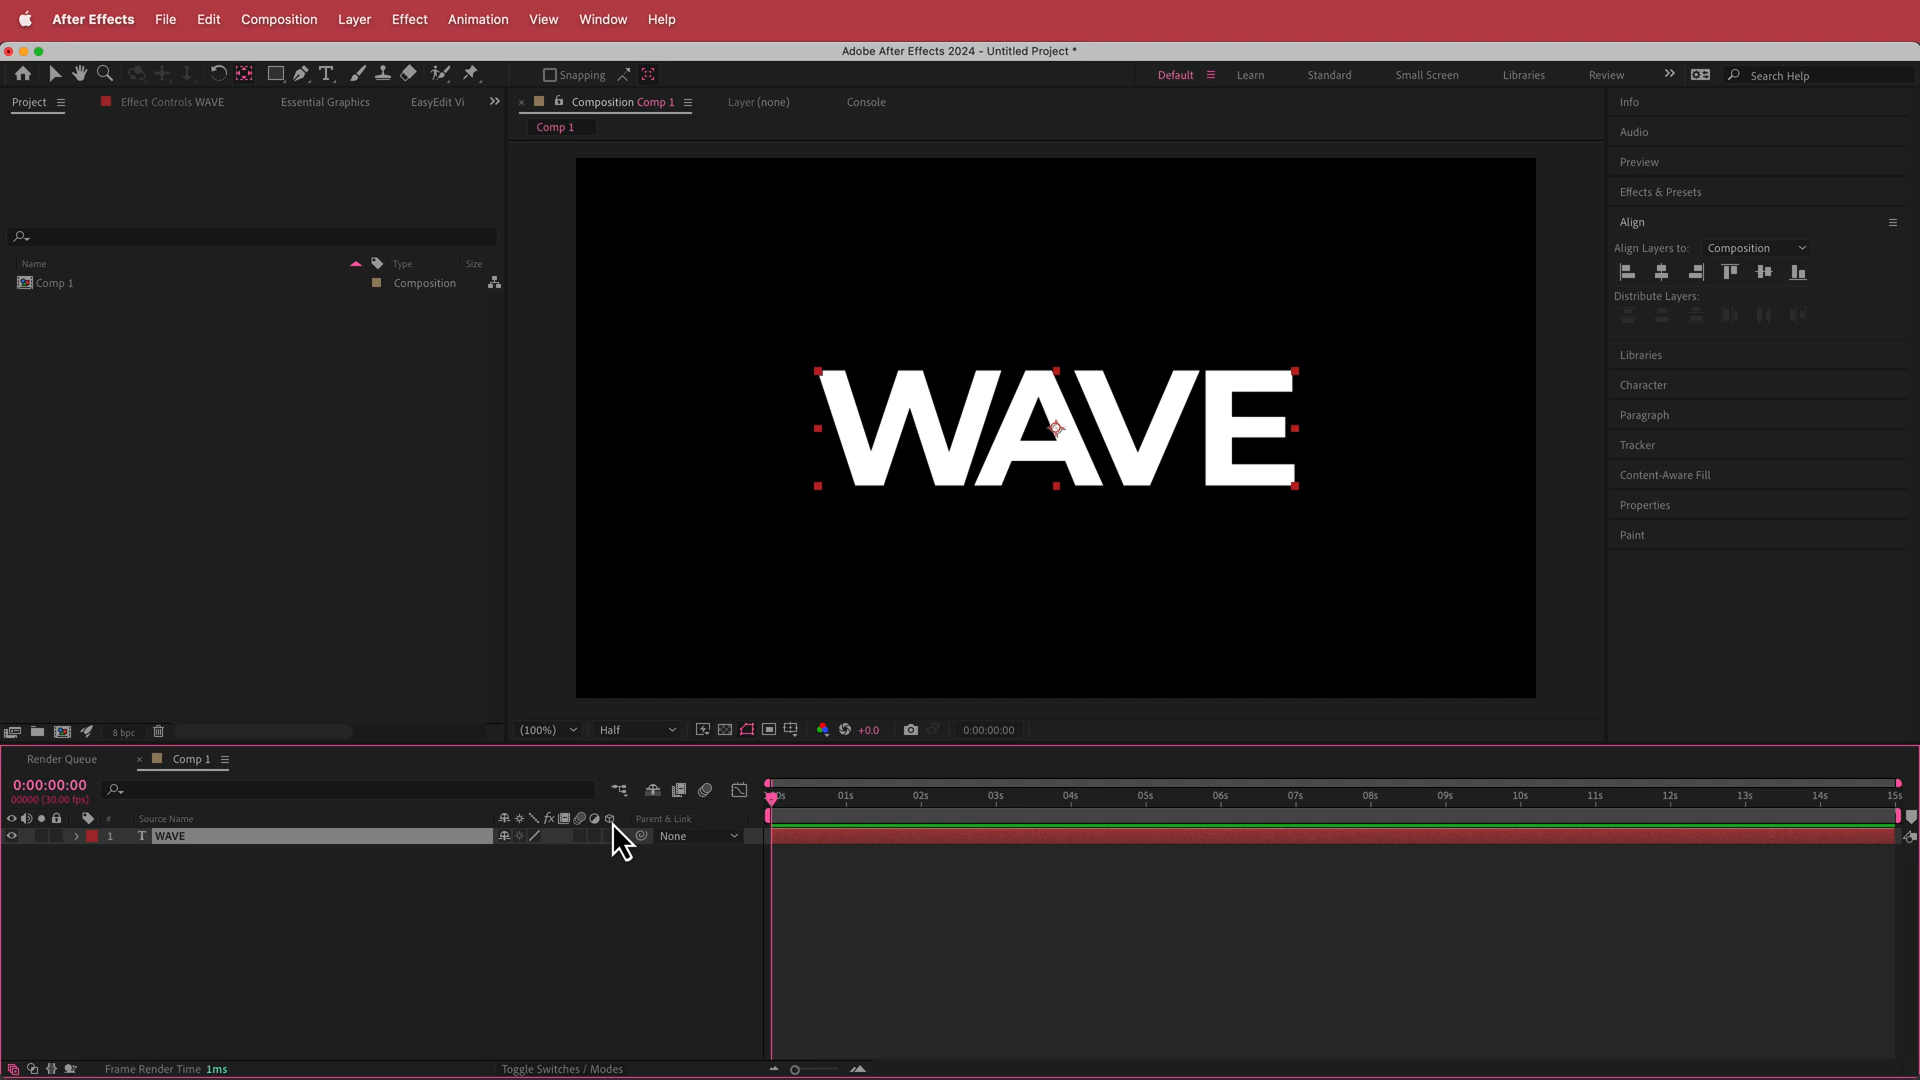 After Effects File Edit Composition Layer Effect Animation View Window Help
Adobe After Effects 2024 - Untitled Project *
Snapping Default Learn Standard Small Screen Libraries Review Search Help
Project Effect Controls WAVE Essential Graphics EasyEdit Vi Composition Comp 1 Layer (none) Console Info
Comp 1
Audio
Preview
Effects & Presets
Align
Align Layers to: Composition
Distribute Layers:
Name Type Size
Comp 1 Composition
Libraries
Character
Paragraph
Tracker
Content-Aware Fill
Properties
Paint
WAVE
8 bpc (100%) Half +0.0 0:00:00:00
Render Queue Comp 1
0:00:00:00
00000 (30.00 fps)
00s 01s 02s 03s 04s 05s 06s 07s 08s 09s 10s 11s 12s 13s 14s 15s
# Source Name fx Parent & Link
1 T WAVE None
Frame Render Time 1ms Toggle Switches / Modes